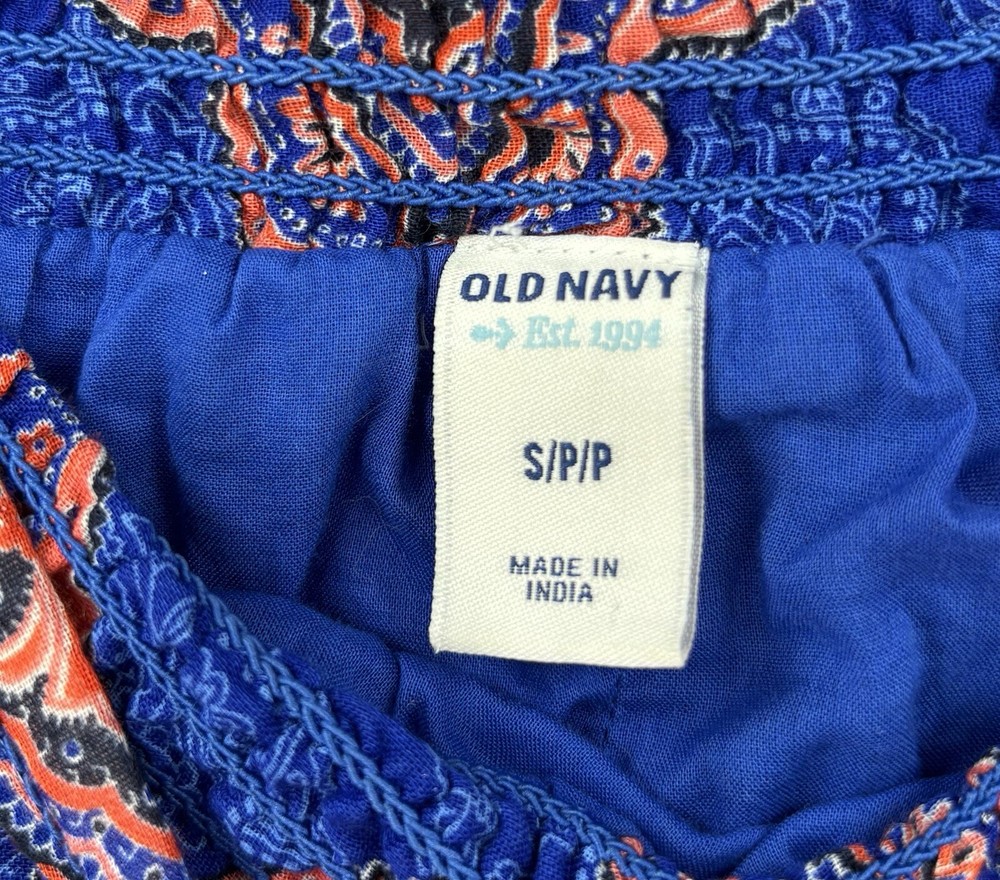 OLD NAVY
Est. 1994
S/P/P
MADE IN
INDIA